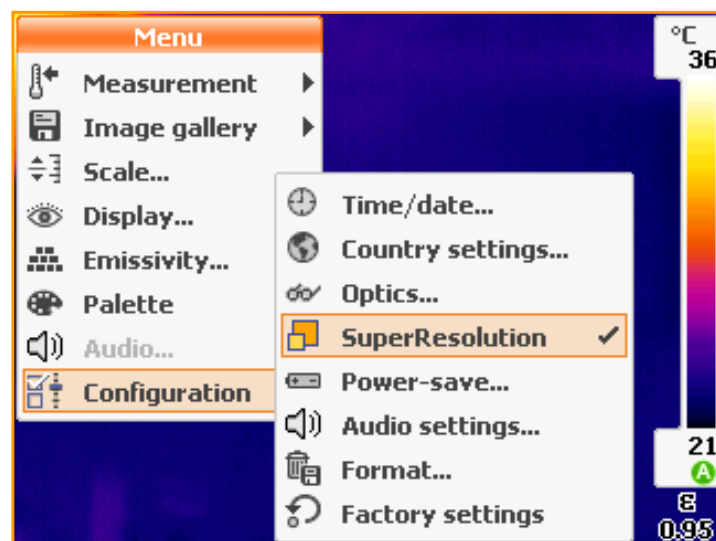 Menu
Measurement
Image gallery
Scale...
Display...
Emissivity...
Palette
Audio...
Configuration
Time/date...
Country settings...
Optics...
SuperResolution
Power-save...
Audio settings...
Format...
Factory settings
°C
36
21
A
ε
0.95